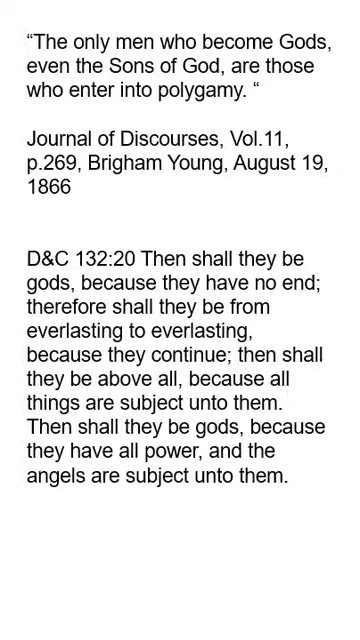 “The only men who become Gods,
even the Sons of God, are those
who enter into polygamy. “
Journal of Discourses, Vol.11,
p.269, Brigham Young, August 19,
1866
D&C 132:20 Then shall they be
gods, because they have no end;
therefore shall they be from
everlasting to everlasting,
because they continue; then shall
they be above all, because all
things are subject unto them.
Then shall they be gods, because
they have all power, and the
angels are subject unto them.